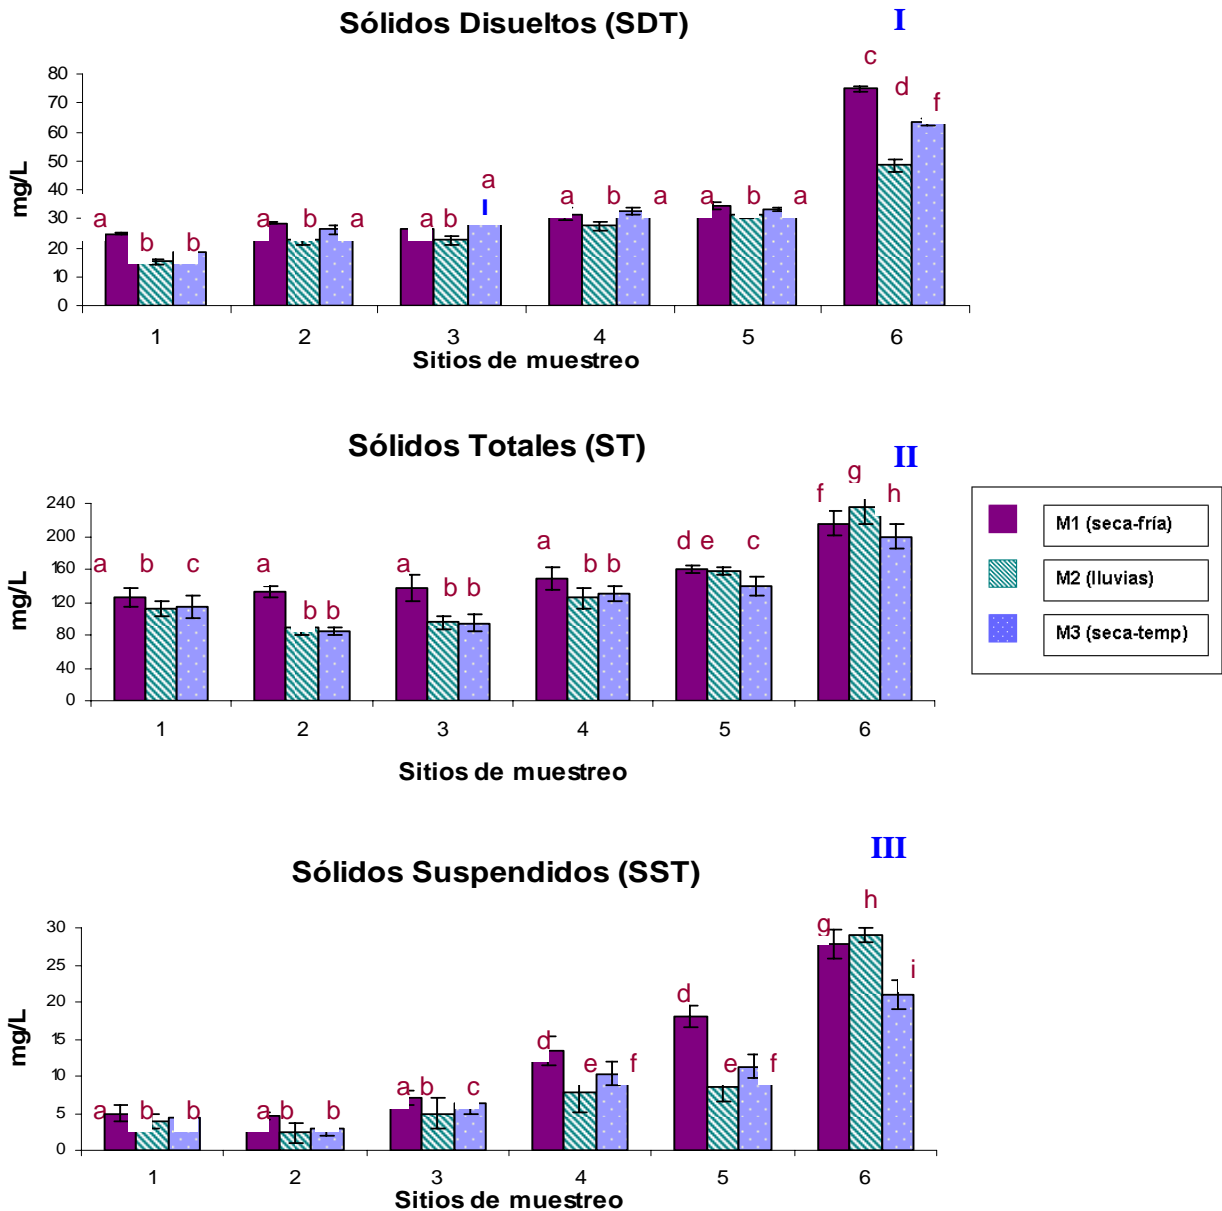 Sólidos Disueltos (SDT)
I
c
80
d
70
f
60
mg/L
50
a
40
a b a
a b a
30
a
a b a
a b
20
b b
10
0
1 2 3 4 5 6
Sitios de muestreo
Sólidos Totales (ST)
II
g
f h
240
200
a
d e c
160
a b c
a
a
b b
120
b b
b b
80
mg/L
40
0
1 2 3 4 5 6
Sitios de muestreo
M1 (seca-fría)
M2 (lluvias)
M3 (seca-temp)
III
Sólidos Suspendidos (SST)
h
30
g
25
i
20
d
mg/L
15
d
10
e f
e f
a b c
5
a b b
a b b
0
1 2 3 4 5 6
Sitios de muestreo